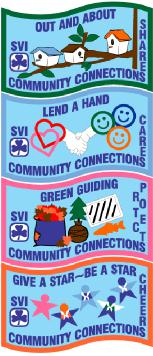 OUT AND ABOUT
SHARES
SVI
COMMUNITY CONNECTIONS
LEND A HAND
CARES
SVI
COMMUNITY CONNECTIONS
GREEN GUIDING
PROTECTS
SVI
COMMUNITY CONNECTIONS
GIVE A STAR~BE A STAR
CHEERS
SVI
COMMUNITY CONNECTIONS